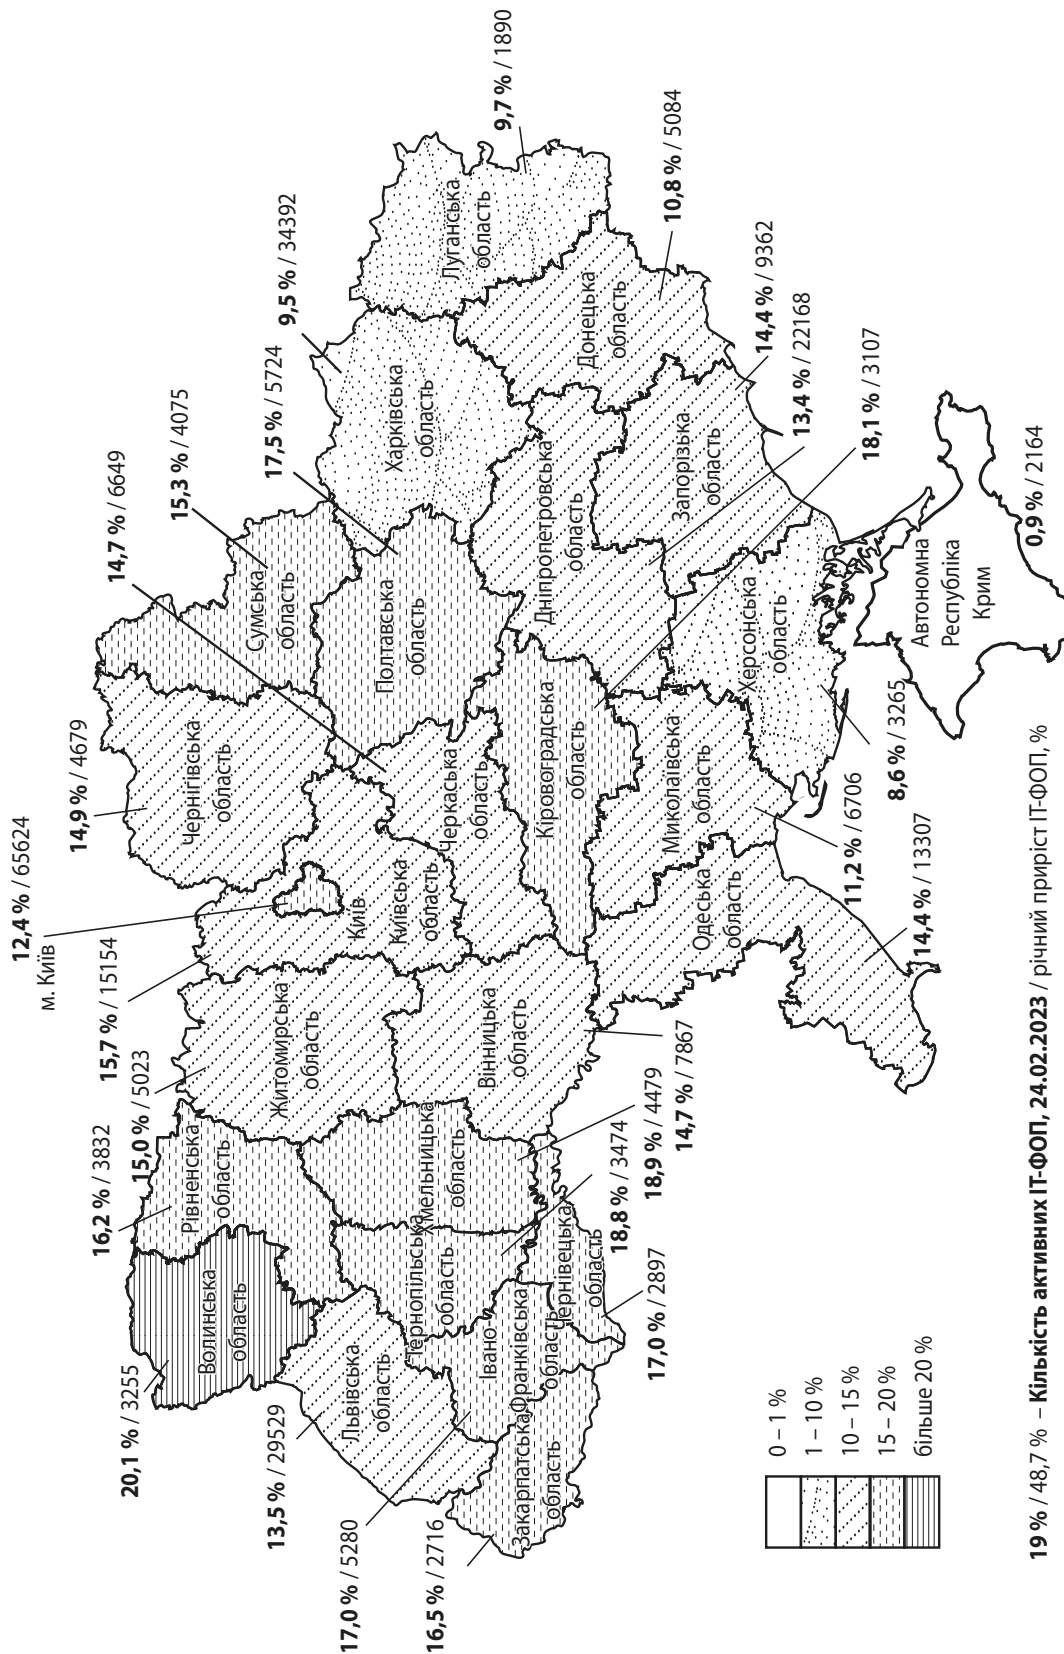 м. Київ
12,4 % / 65624
14,9 % / 4679
14,7 % / 6649
15,3 % / 4075
17,5 % / 5724
9,5 % / 34392
9,7 % / 1890
10,8 % / 5084
14,4 % / 9362
13,4 % / 22168
18,1 % / 3107
0,9 % / 2164
8,6 % / 3265
11,2 % / 6706
14,4 % / 13307
14,7 % / 7867
18,9 % / 4479
18,8 % / 3474
17,0 % / 2897
16,5 % / 2716
17,0 % / 5280
13,5 % / 29529
20,1 % / 3255
16,2 % / 3832
15,0 % / 5023
15,7 % / 15154
Волинська
область
Рівненська
область
Житомирська
область
Київ
Київська
область
Чернігівська
область
Сумська
область
Львівська
область
Тернопільська
область
Хмельницька
область
Вінницька
область
Черкаська
область
Полтавська
область
Харківська
область
Луганська
область
Закарпатська
область
Івано
Франківська
область
Чернівецька
область
Кіровоградська
область
Дніпропетровська
область
Донецька
область
Одеська
область
Миколаївська
область
Запорізька
область
Херсонська
область
Автономна
Республіка
Крим
0 – 1 %
1 – 10 %
10 – 15 %
15 – 20 %
більше 20 %
19 % / 48,7 % – Кількість активних ІТ-ФОП, 24.02.2023 / річний приріст ІТ-ФОП, %